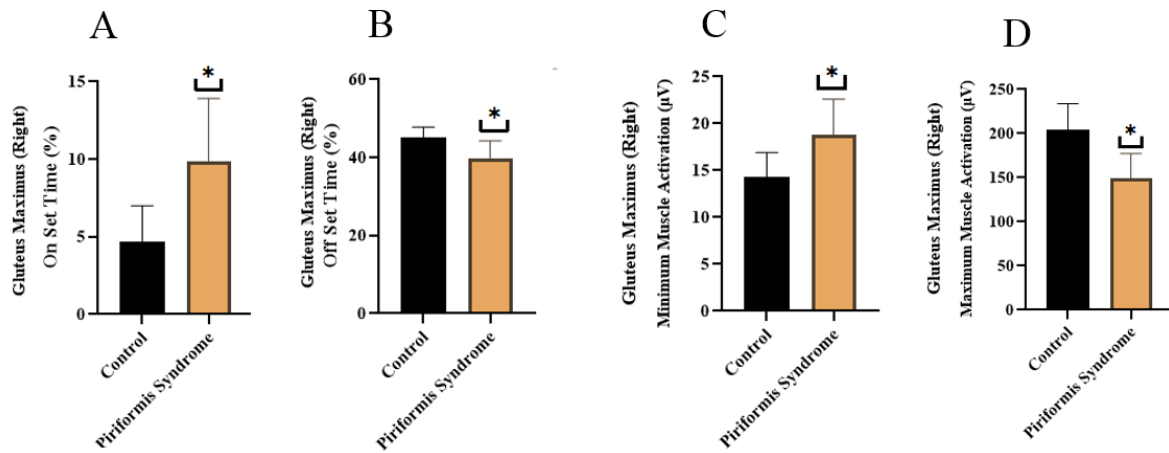 A
Gluteus Maximus (Right)
On Set Time (%)
15
10
5
0
*
Control
Piriformis Syndrome
B
Gluteus Maximus (Right)
Off Set Time (%)
60
40
20
0
*
Control
Piriformis Syndrome
C
Gluteus Maximus (Right)
Minimum Muscle Activation (µV)
25
20
15
10
5
0
*
Control
Piriformis Syndrome
D
Gluteus Maximus (Right)
Maximum Muscle Activation (µV)
250
200
150
100
50
0
*
Control
Piriformis Syndrome